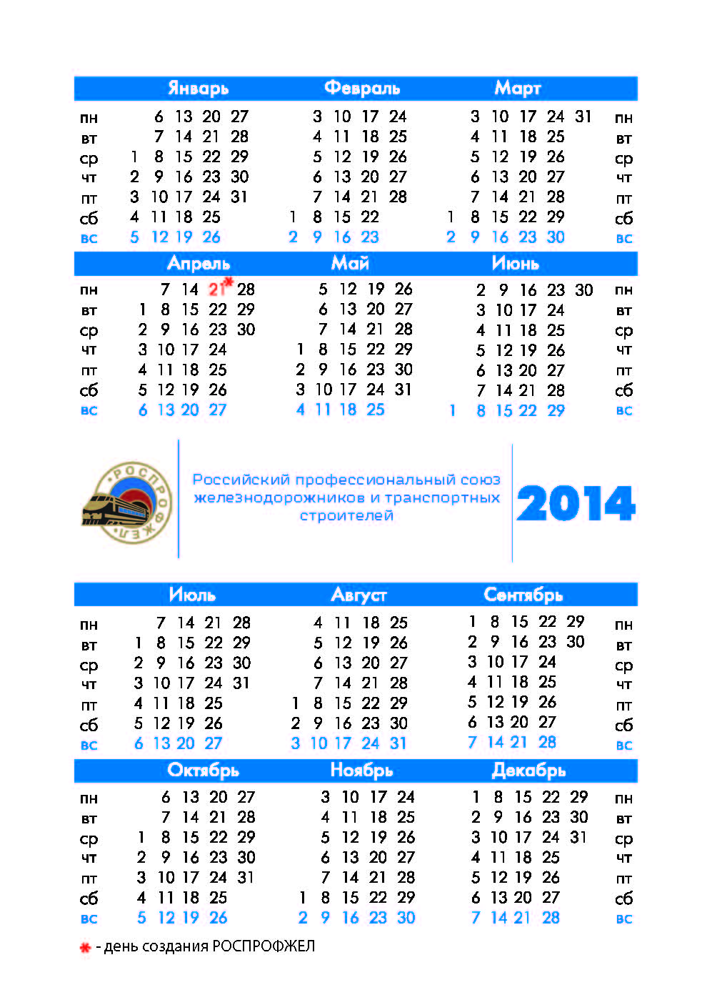 Январь Февраль Март
пн 6 13 20 27 3 10 17 24 3 10 17 24 31 пн
вт 7 14 21 28 4 11 18 25 4 11 18 25 вт
ср 1 8 15 22 29 5 12 19 26 5 12 19 26 ср
чт 2 9 16 23 30 6 13 20 27 6 13 20 27 чт
пт 3 10 17 24 31 7 14 21 28 7 14 21 28 пт
сб 4 11 18 25 1 8 15 22 1 8 15 22 29 сб
вс 5 12 19 26 2 9 16 23 2 9 16 23 30 вс
Апрель Май Июнь
пн 7 14 21* 28 5 12 19 26 2 9 16 23 30 пн
вт 1 8 15 22 29 6 13 20 27 3 10 17 24 вт
ср 2 9 16 23 30 7 14 21 28 4 11 18 25 ср
чт 3 10 17 24 1 8 15 22 29 5 12 19 26 чт
пт 4 11 18 25 2 9 16 23 30 6 13 20 27 пт
сб 5 12 19 26 3 10 17 24 31 7 14 21 28 сб
вс 6 13 20 27 4 11 18 25 1 8 15 22 29 вс
РОСПРОФЖЕЛ
Российский профессиональный союз
железнодорожников и транспортных
строителей
2014
Июль Август Сентябрь
пн 7 14 21 28 4 11 18 25 1 8 15 22 29 пн
вт 1 8 15 22 29 5 12 19 26 2 9 16 23 30 вт
ср 2 9 16 23 30 6 13 20 27 3 10 17 24 ср
чт 3 10 17 24 31 7 14 21 28 4 11 18 25 чт
пт 4 11 18 25 1 8 15 22 29 5 12 19 26 пт
сб 5 12 19 26 2 9 16 23 30 6 13 20 27 сб
вс 6 13 20 27 3 10 17 24 31 7 14 21 28 вс
Октябрь Ноябрь Декабрь
пн 6 13 20 27 3 10 17 24 1 8 15 22 29 пн
вт 7 14 21 28 4 11 18 25 2 9 16 23 30 вт
ср 1 8 15 22 29 5 12 19 26 3 10 17 24 31 ср
чт 2 9 16 23 30 6 13 20 27 4 11 18 25 чт
пт 3 10 17 24 31 7 14 21 28 5 12 19 26 пт
сб 4 11 18 25 1 8 15 22 29 6 13 20 27 сб
вс 5 12 19 26 2 9 16 23 30 7 14 21 28 вс
* - день создания РОСПРОФЖЕЛ